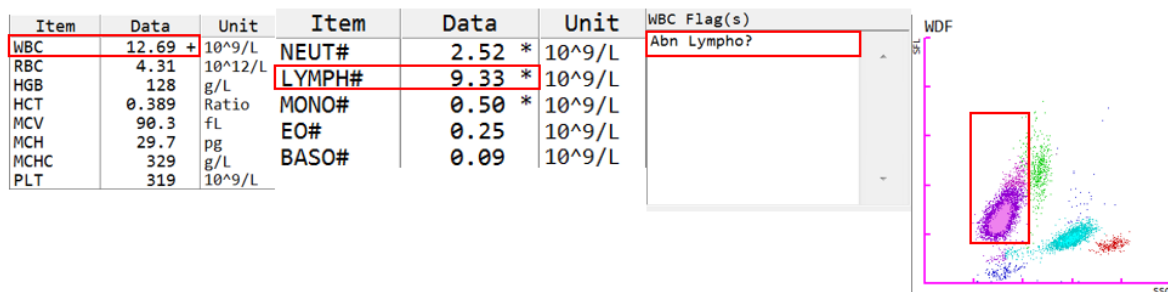 Item Data Unit
WBC 12.69 + 10^9/L
RBC 4.31 10^12/L
HGB 128 g/L
HCT 0.389 Ratio
MCV 90.3 fL
MCH 29.7 pg
MCHC 329 g/L
PLT 319 10^9/L
Item Data Unit
NEUT# 2.52 * 10^9/L
LYMPH# 9.33 * 10^9/L
MONO# 0.50 * 10^9/L
EO# 0.25 10^9/L
BASO# 0.09 10^9/L
WBC Flag(s)
Abn Lympho?
WDF
SFL
SSC